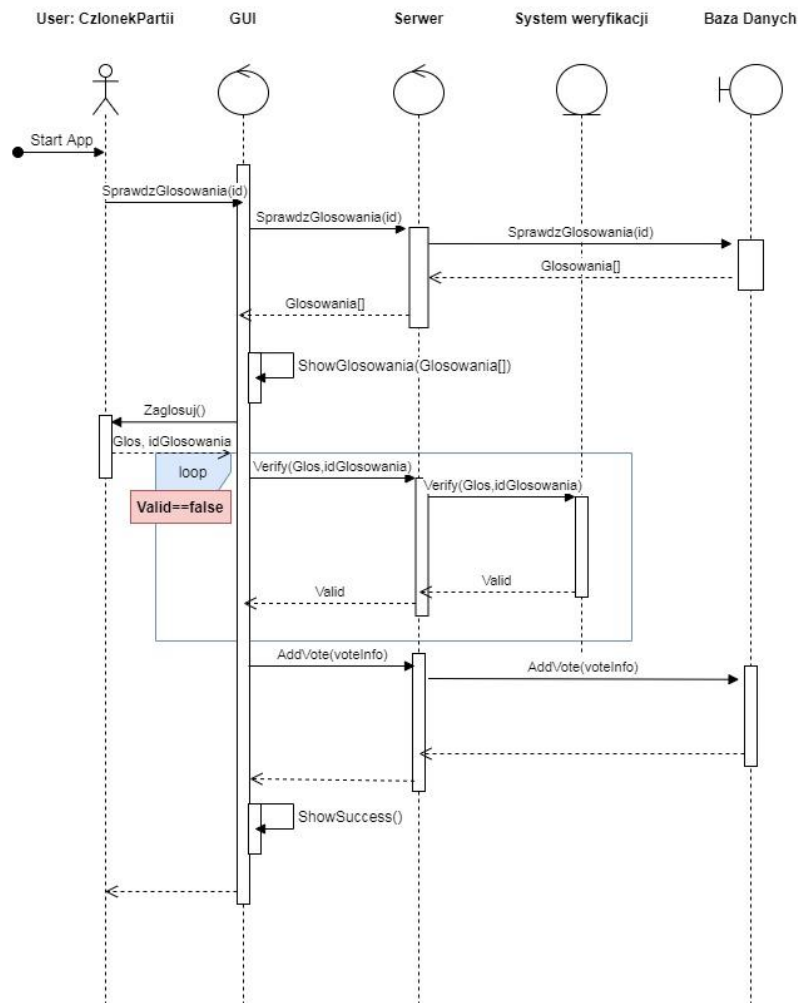 User: CzlonekPartii
GUI
Serwer
System weryfikacji
Baza Danych
Start App
SprawdzGlosowania(id)
SprawdzGlosowania(id)
SprawdzGlosowania(id)
Glosowania[]
Glosowania[]
ShowGlosowania(Glosowania[])
Zaglosuj()
Glos, idGlosowania
loop
Verify(Glos,idGlosowania)
Verify(Glos,idGlosowania)
Valid==false
Valid
Valid
AddVote(voteInfo)
AddVote(voteInfo)
ShowSuccess()